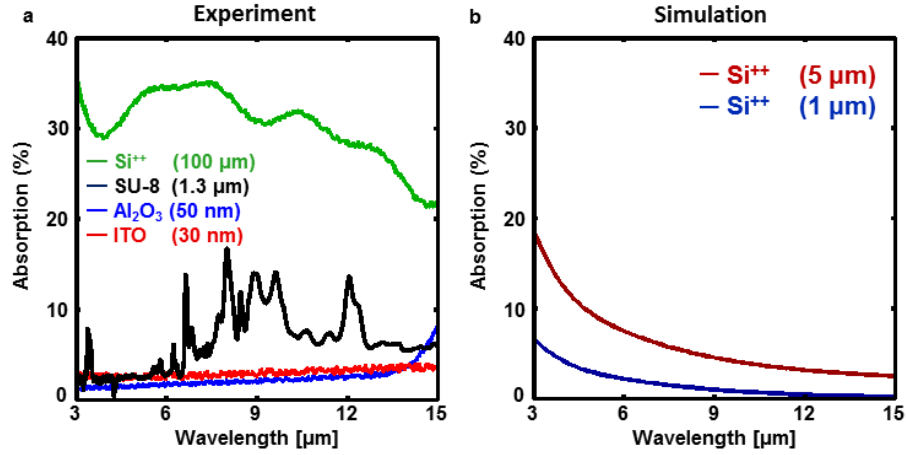 a
Experiment
40
30
20
10
0
Absorption (%)
Si⁺⁺ (100 µm)
SU-8 (1.3 µm)
Al₂O₃ (50 nm)
ITO (30 nm)
3
6
9
12
15
Wavelength [µm]
b
Simulation
40
30
20
10
0
Absorption (%)
Si⁺⁺ (5 µm)
Si⁺⁺ (1 µm)
3
6
9
12
15
Wavelength [µm]